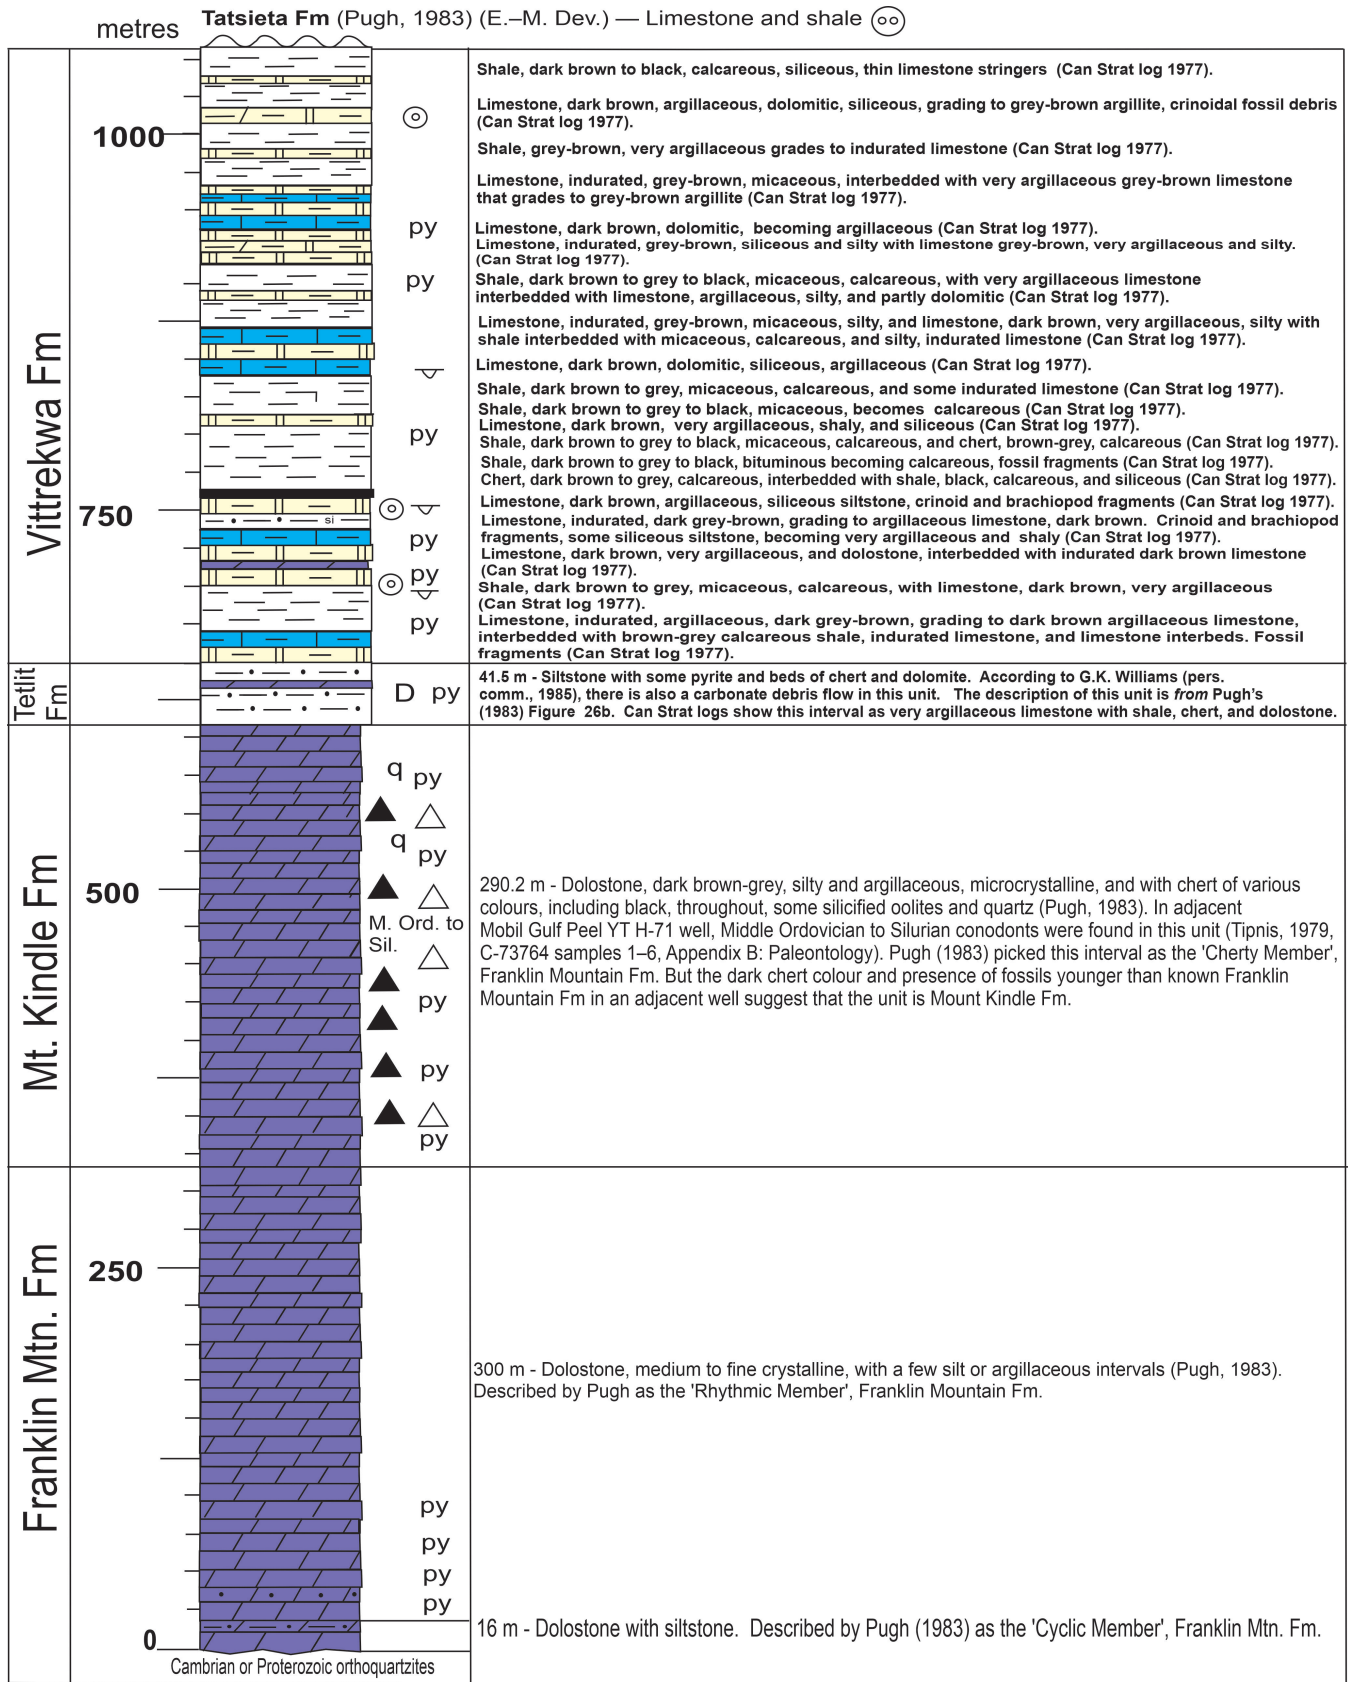 Tatsieta Fm (Pugh, 1983) (E.–M. Dev.) — Limestone and shale
metres
Vittrekwa Fm
1000
750
py
py
py
si
py
py
py
Shale, dark brown to black, calcareous, siliceous, thin limestone stringers (Can Strat log 1977).
Limestone, dark brown, argillaceous, dolomitic, siliceous, grading to grey-brown argillite, crinoidal fossil debris
(Can Strat log 1977).
Shale, grey-brown, very argillaceous grades to indurated limestone (Can Strat log 1977).
Limestone, indurated, grey-brown, micaceous, interbedded with very argillaceous grey-brown limestone
that grades to grey-brown argillite (Can Strat log 1977).
Limestone, dark brown, dolomitic, becoming argillaceous (Can Strat log 1977).
Limestone, indurated, grey-brown, siliceous and silty with limestone grey-brown, very argillaceous and silty.
(Can Strat log 1977).
Shale, dark brown to grey to black, micaceous, calcareous, with very argillaceous limestone
interbedded with limestone, argillaceous, silty, and partly dolomitic (Can Strat log 1977).
Limestone, indurated, grey-brown, micaceous, silty, and limestone, dark brown, very argillaceous, silty with
shale interbedded with micaceous, calcareous, and silty, indurated limestone (Can Strat log 1977).
Limestone, dark brown, dolomitic, siliceous, argillaceous (Can Strat log 1977).
Shale, dark brown to grey, micaceous, calcareous, and some indurated limestone (Can Strat log 1977).
Shale, dark brown to grey to black, micaceous, becomes calcareous (Can Strat log 1977).
Limestone, dark brown, very argillaceous, shaly, and siliceous (Can Strat log 1977).
Shale, dark brown to grey to black, micaceous, calcareous, and chert, brown-grey, calcareous (Can Strat log 1977).
Shale, dark brown to grey to black, bituminous becoming calcareous, fossil fragments (Can Strat log 1977).
Chert, dark brown to grey, calcareous, interbedded with shale, black, calcareous, and siliceous (Can Strat log 1977).
Limestone, dark brown, argillaceous, siliceous siltstone, crinoid and brachiopod fragments (Can Strat log 1977).
Limestone, indurated, dark grey-brown, grading to argillaceous limestone, dark brown. Crinoid and brachiopod
fragments, some siliceous siltstone, becoming very argillaceous and shaly (Can Strat log 1977).
Limestone, dark brown, very argillaceous, and dolostone, interbedded with indurated dark brown limestone
(Can Strat log 1977).
Shale, dark brown to grey, micaceous, calcareous, with limestone, dark brown, very argillaceous
(Can Strat log 1977).
Limestone, indurated, argillaceous, dark grey-brown, grading to dark brown argillaceous limestone,
interbedded with brown-grey calcareous shale, indurated limestone, and limestone interbeds. Fossil
fragments (Can Strat log 1977).
Tetlit
Fm
D py
41.5 m - Siltstone with some pyrite and beds of chert and dolomite. According to G.K. Williams (pers.
comm., 1985), there is also a carbonate debris flow in this unit. The description of this unit is from Pugh’s
(1983) Figure 26b. Can Strat logs show this interval as very argillaceous limestone with shale, chert, and dolostone.
Mt. Kindle Fm
500
q py
q
py
M. Ord. to
Sil.
py
py
py
290.2 m - Dolostone, dark brown-grey, silty and argillaceous, microcrystalline, and with chert of various
colours, including black, throughout, some silicified oolites and quartz (Pugh, 1983). In adjacent
Mobil Gulf Peel YT H-71 well, Middle Ordovician to Silurian conodonts were found in this unit (Tipnis, 1979,
C-73764 samples 1–6, Appendix B: Paleontology). Pugh (1983) picked this interval as the 'Cherty Member',
Franklin Mountain Fm. But the dark chert colour and presence of fossils younger than known Franklin
Mountain Fm in an adjacent well suggest that the unit is Mount Kindle Fm.
Franklin Mtn. Fm
250
0
py
py
py
py
300 m - Dolostone, medium to fine crystalline, with a few silt or argillaceous intervals (Pugh, 1983).
Described by Pugh as the 'Rhythmic Member', Franklin Mountain Fm.
16 m - Dolostone with siltstone. Described by Pugh (1983) as the 'Cyclic Member', Franklin Mtn. Fm.
Cambrian or Proterozoic orthoquartzites